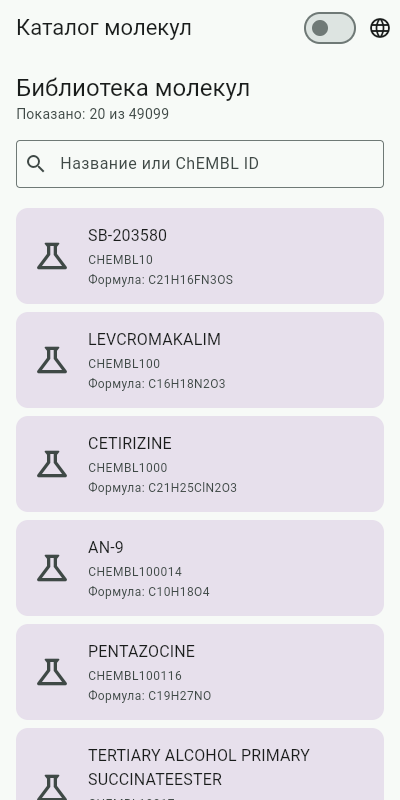 Каталог молекул
Библиотека молекул
Показано: 20 из 49099
Название или ChEMBL ID
SB-203580
CHEMBL10
Формула: C21H16FN3OS
LEVCROMAKALIM
CHEMBL100
Формула: C16H18N2O3
CETIRIZINE
CHEMBL1000
Формула: C21H25ClN2O3
AN-9
CHEMBL100014
Формула: C10H18O4
PENTAZOCINE
CHEMBL100116
Формула: C19H27NO
TERTIARY ALCOHOL PRIMARY
SUCCINATEESTER